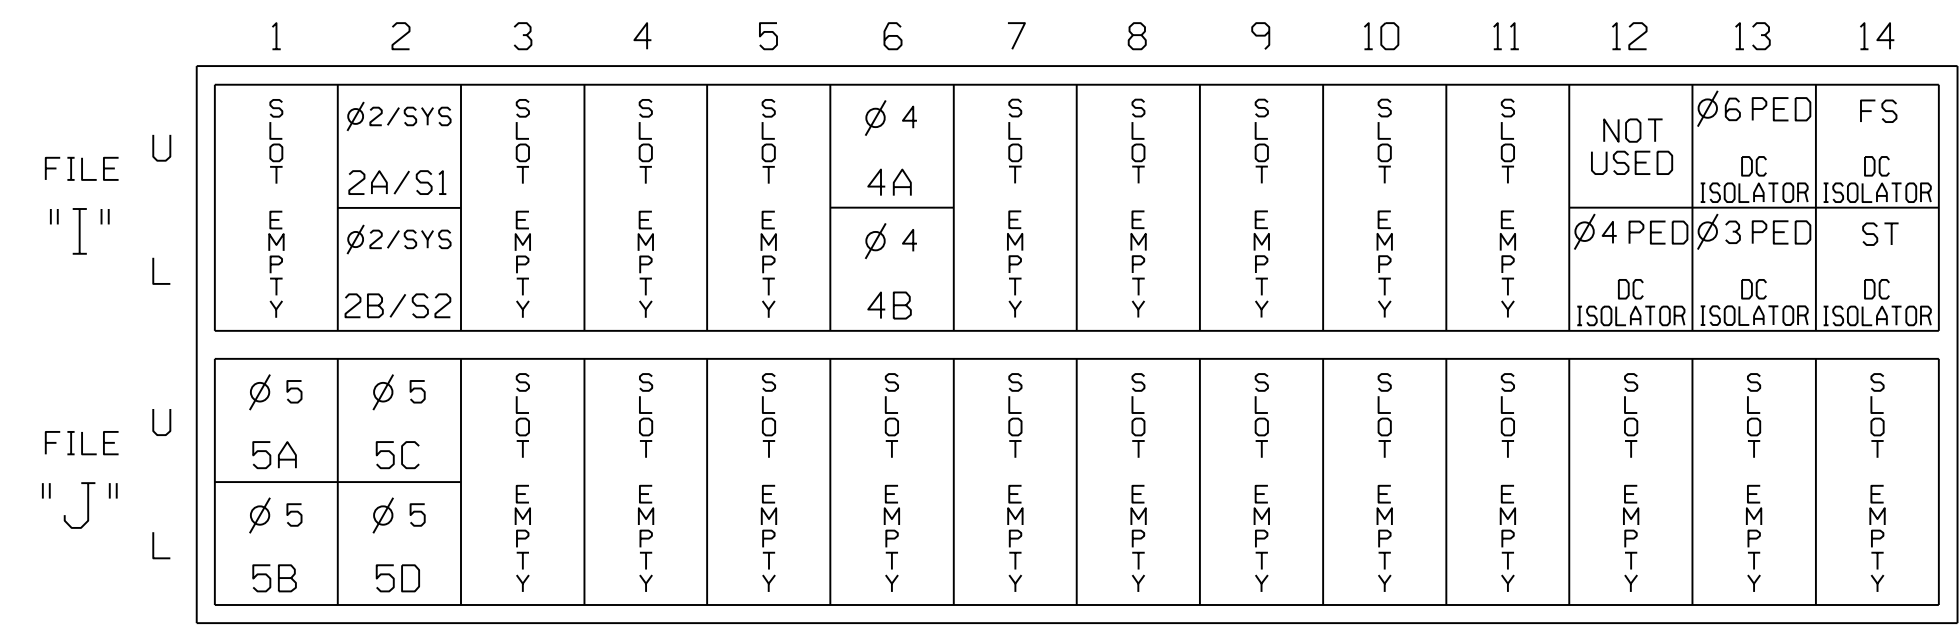 1 2 3 4 5 6 7 8 9 10 11 12 13 14
FILE "I"
U
L
SLOT EMPTY
Ø2/SYS
2A/S1
Ø2/SYS
2B/S2
SLOT EMPTY
SLOT EMPTY
SLOT EMPTY
Ø 4
4A
Ø 4
4B
SLOT EMPTY
SLOT EMPTY
SLOT EMPTY
SLOT EMPTY
SLOT EMPTY
NOT
USED
Ø4 PED
DC
ISOLATOR
Ø6 PED
DC
ISOLATOR
Ø3 PED
DC
ISOLATOR
FS
DC
ISOLATOR
ST
DC
ISOLATOR
FILE "J"
U
L
Ø 5
5A
Ø 5
5B
Ø 5
5C
Ø 5
5D
SLOT EMPTY
SLOT EMPTY
SLOT EMPTY
SLOT EMPTY
SLOT EMPTY
SLOT EMPTY
SLOT EMPTY
SLOT EMPTY
SLOT EMPTY
SLOT EMPTY
SLOT EMPTY
SLOT EMPTY